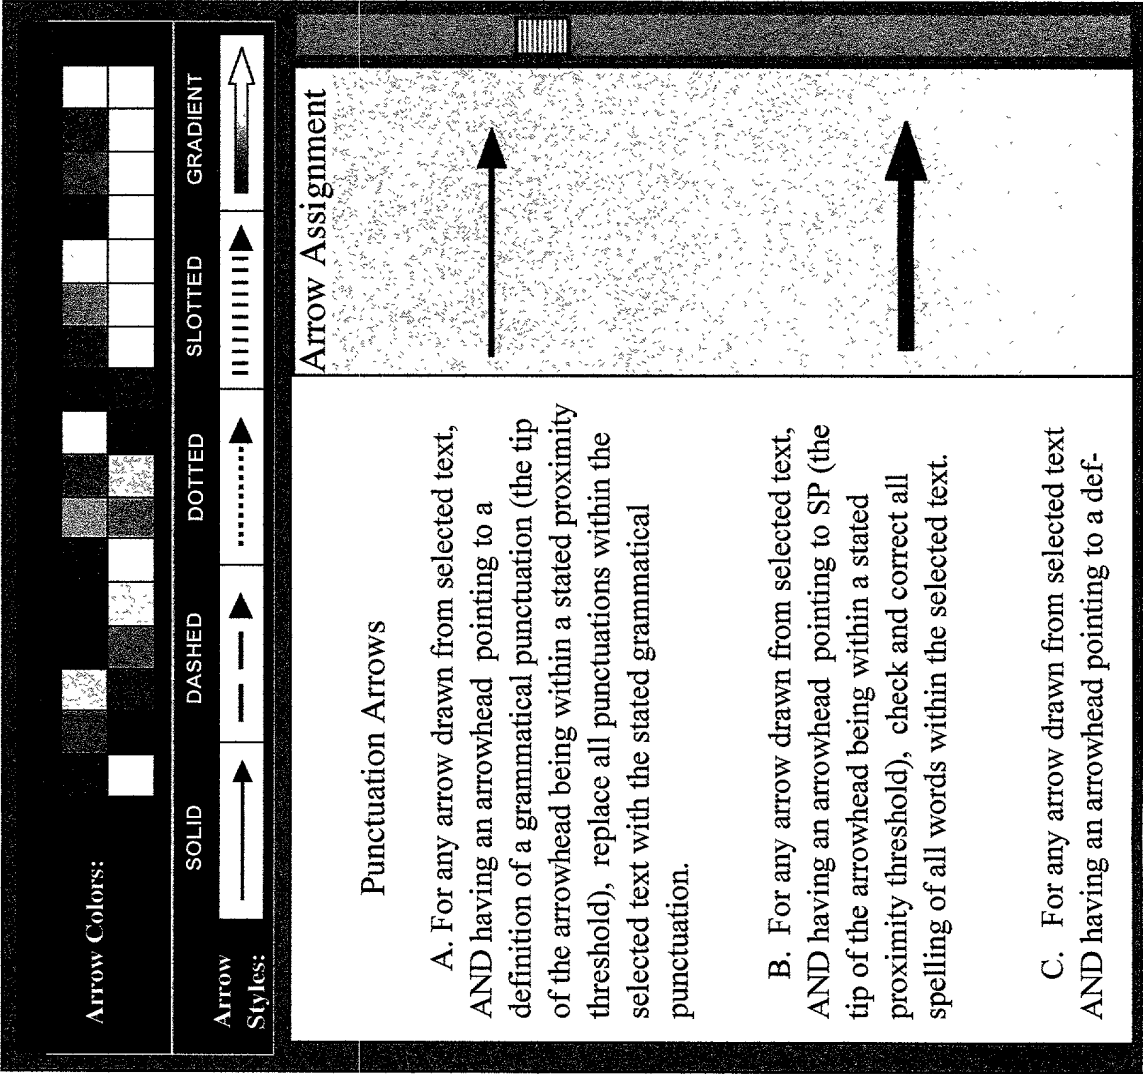 Arrow Colors:
Arrow
Styles:
SOLID
DASHED
DOTTED
SLOTTED
GRADIENT
Arrow Assignment
Punctuation Arrows
A. For any arrow drawn from selected text,
AND having an arrowhead pointing to a
definition of a grammatical punctuation (the tip
of the arrowhead being within a stated proximity
threshold), replace all punctuations within the
selected text with the stated grammatical
punctuation.
B. For any arrow drawn from selected text,
AND having an arrowhead pointing to SP (the
tip of the arrowhead being within a stated
proximity threshold), check and correct all
spelling of all words within the selected text.
C. For any arrow drawn from selected text
AND having an arrowhead pointing to a def-